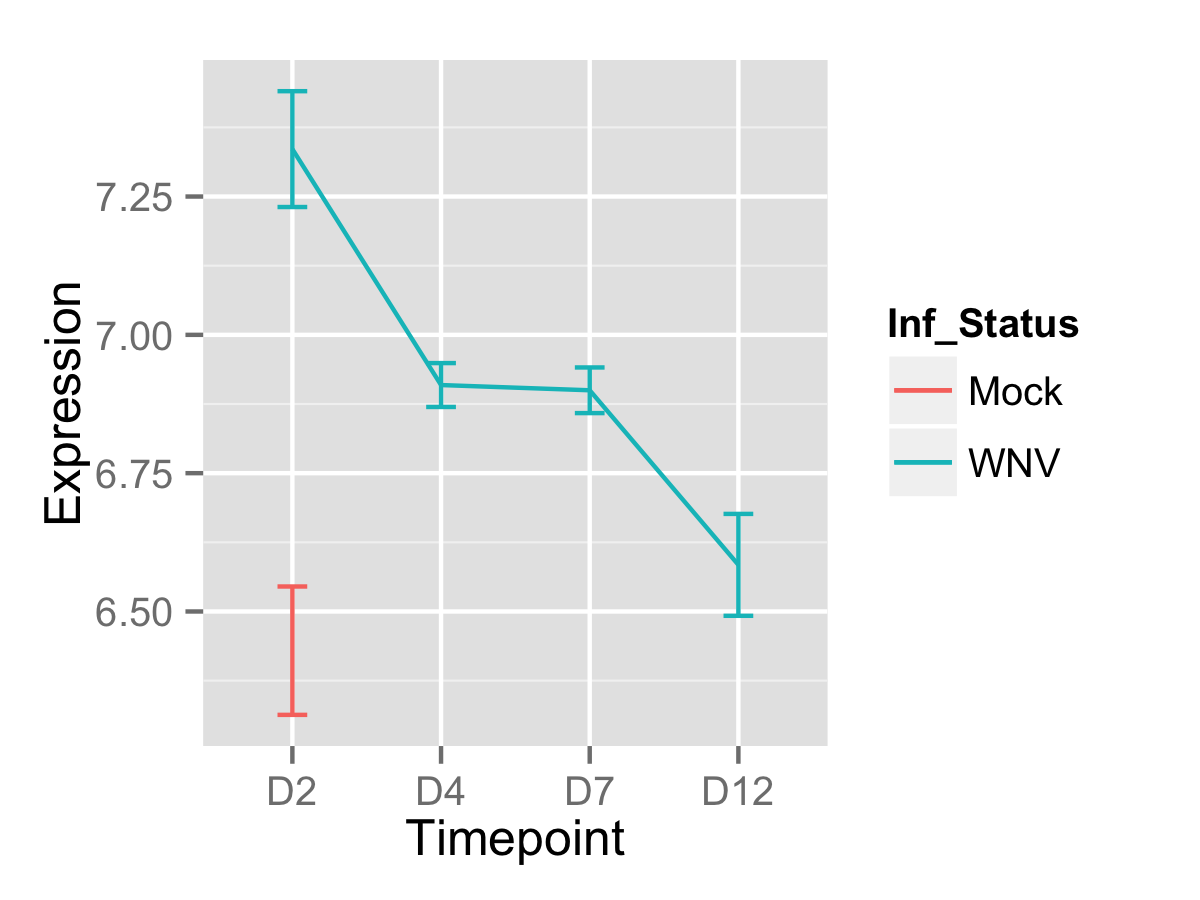 Expression
7.25
7.00
6.75
6.50
D2 D4 D7 D12
Timepoint
Inf_Status
Mock
WNV